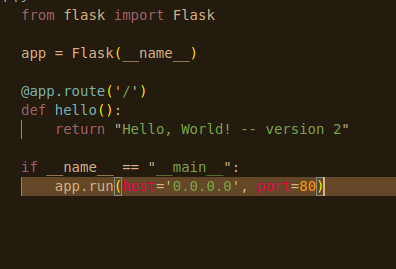 from flask import Flask
app = Flask(__name__)
@app.route('/')
def hello():
return "Hello, World! -- version 2"
if __name__ == "__main__":
app.run(host='0.0.0.0', port=80)